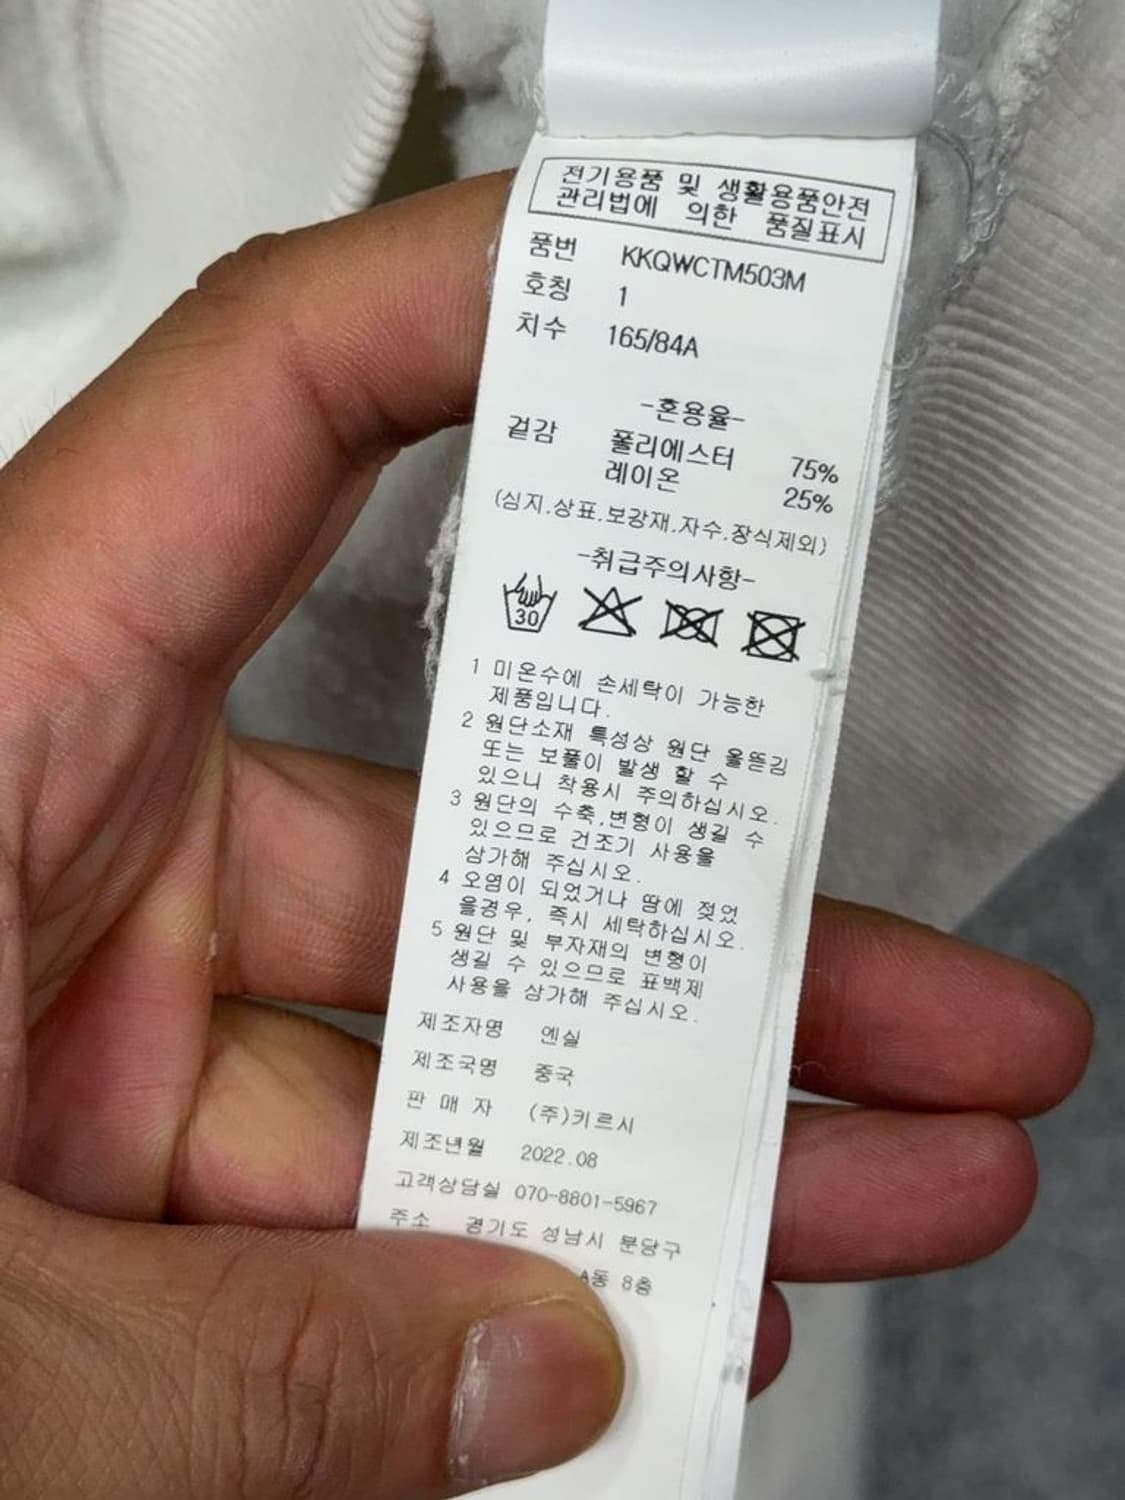 전기용품 및 생활용품안전
관리법에 의한 품질표시
품번 KKQWCTM503M
호칭 1
치수 165/84A
-혼용율-
겉감 폴리에스터 75%
레이온 25%
(심지.상표.보강재.자수.장식제외)
-취급주의사항-
30
1 미온수에 손세탁이 가능한
제품입니다.
2 원단소재 특성상 원단 올뜯김
또는 보풀이 발생 할 수
있으니 착용시 주의하십시오.
3 원단의 수축,변형이 생길 수
있으므로 건조기 사용을
삼가해 주십시오.
4 오염이 되었거나 땀에 젖었
을경우, 즉시 세탁하십시오.
5 원단 및 부자재의 변형이
생길 수 있으므로 표백제
사용을 삼가해 주십시오.
제조자명 엔실
제조국명 중국
판 매 자 (주)키르시
제조년월 2022.08
고객상담실 070-8801-5967
주소 경기도 성남시 분당구
A동 8층